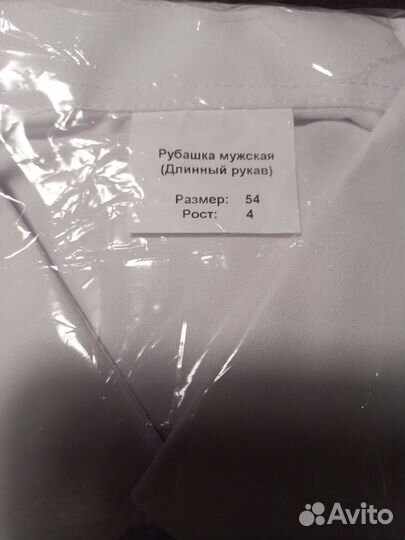 Рубашка мужская
(Длинный рукав)
Размер: 54
Рост: 4
Avito